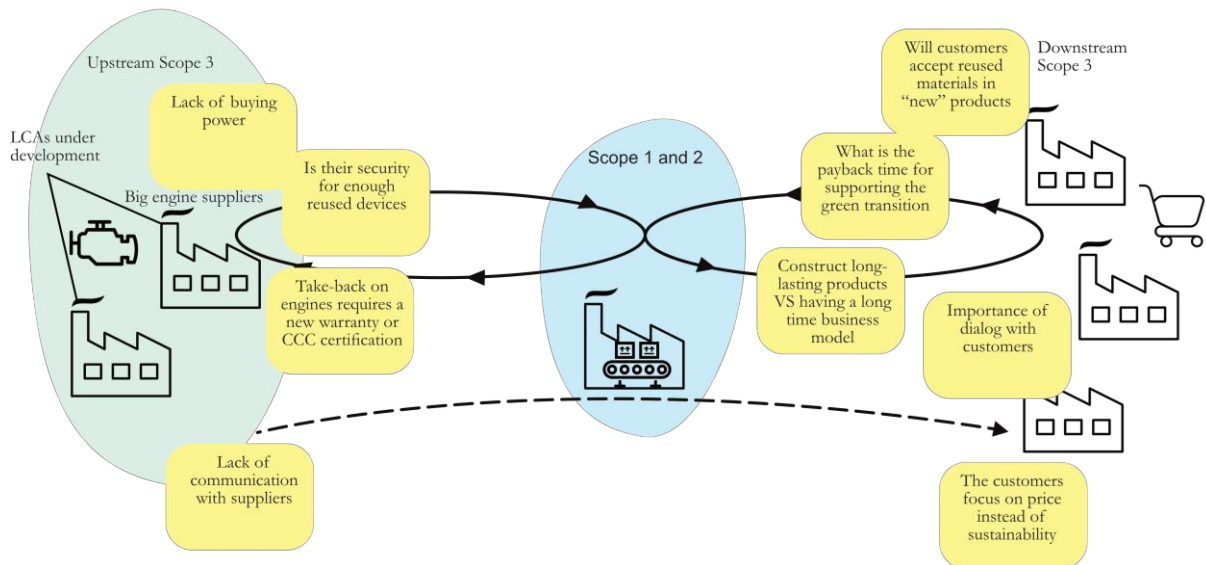 Upstream Scope 3
Lack of buying
power
LCAs under
development
Big engine suppliers
Is their security
for enough
reused devices
Take-back on
engines requires a
new warranty or
CCC certification
Lack of
communication
with suppliers
Scope 1 and 2
Will customers
accept reused
materials in
“new” products
Downstream
Scope 3
What is the
payback time for
supporting the
green transition
Construct long-
lasting products
VS having a long
time business
model
Importance of
dialog with
customers
The customers
focus on price
instead of
sustainability